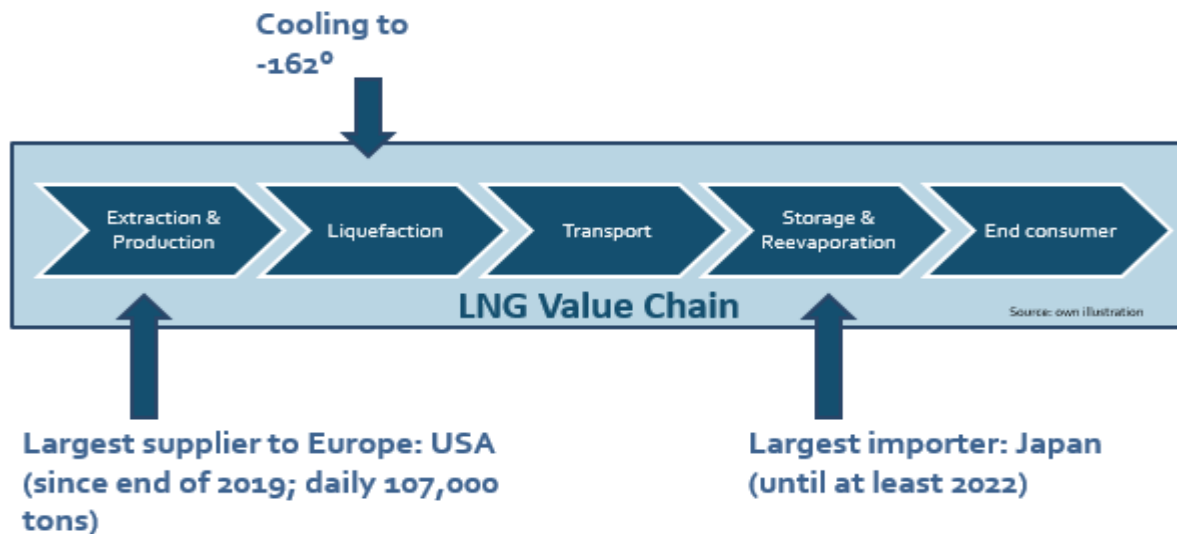 Cooling to
-162°
Extraction &
Production
Liquefaction
Transport
Storage &
Reevaporation
End consumer
LNG Value Chain
Source: own illustration
Largest supplier to Europe: USA
(since end of 2019; daily 107,000
tons)
Largest importer: Japan
(until at least 2022)